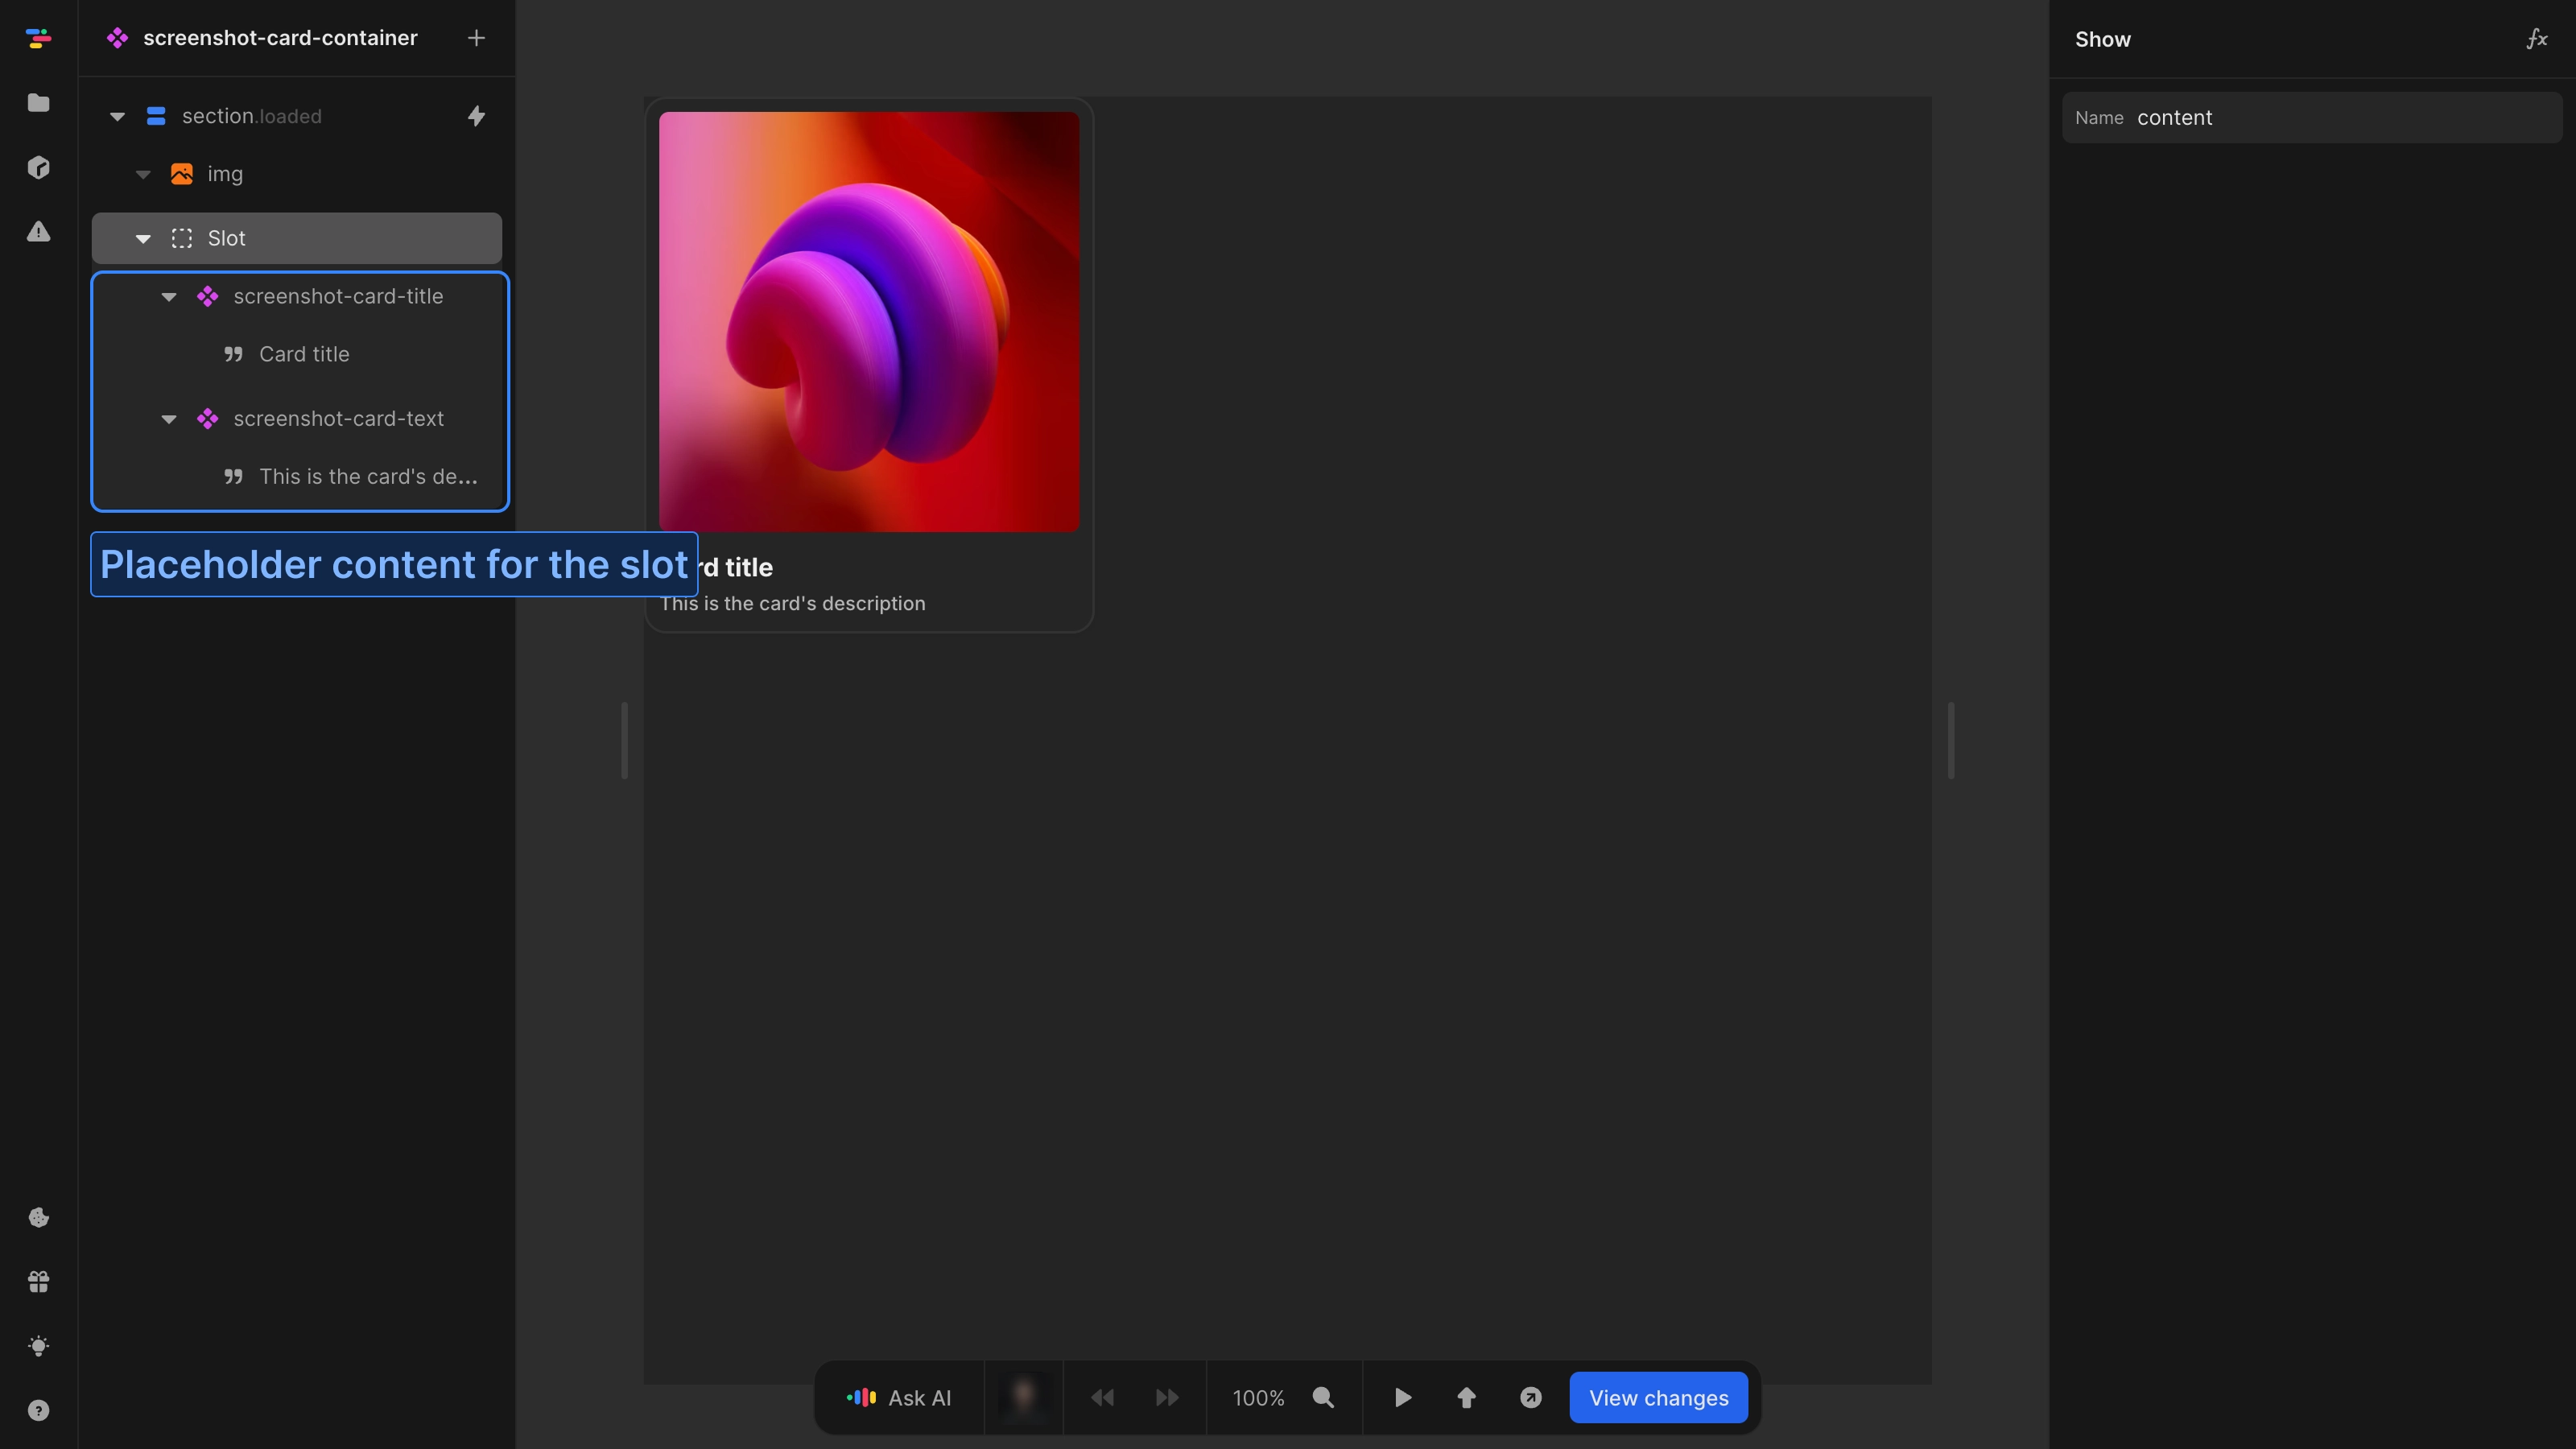 screenshot-card-container
section.loaded
img
Slot
screenshot-card-title
Card title
screenshot-card-text
This is the card's de...
Placeholder content for the slot
rd title
This is the card's description
Ask AI
100%
View changes
Show
fx
Name content